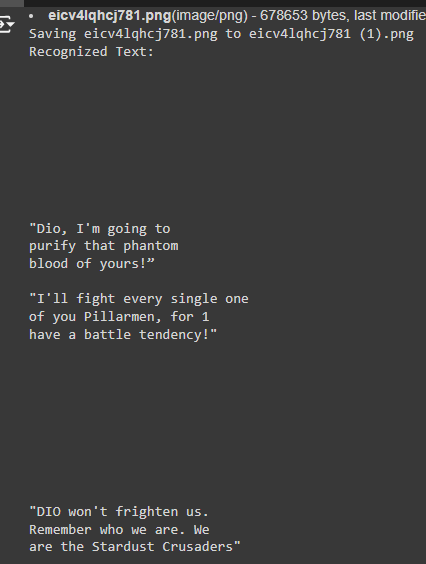 eicv4lqhcj781.png(image/png) - 678653 bytes, last modifie
Saving eicv4lqhcj781.png to eicv4lqhcj781 (1).png
Recognized Text:
"Dio, I'm going to
purify that phantom
blood of yours!”
"I'll fight every single one
of you Pillarmen, for 1
have a battle tendency!"
"DIO won't frighten us.
Remember who we are. We
are the Stardust Crusaders"